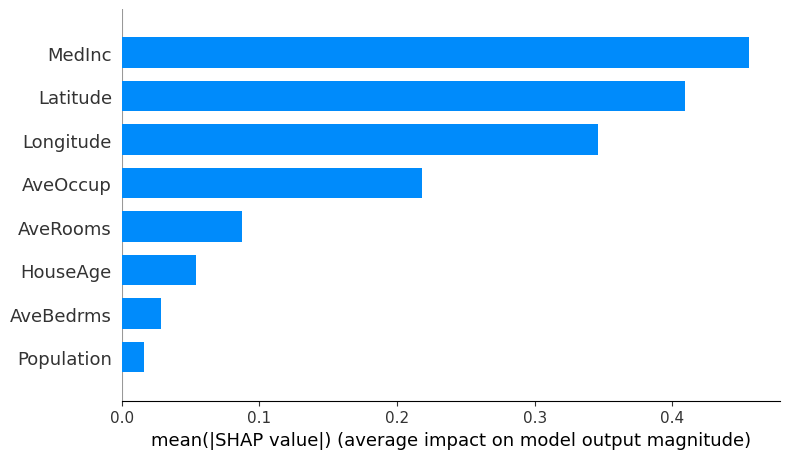 MedInc
Latitude
Longitude
AveOccup
AveRooms
HouseAge
AveBedrms
Population
0.0 0.1 0.2 0.3 0.4
mean(|SHAP value|) (average impact on model output magnitude)